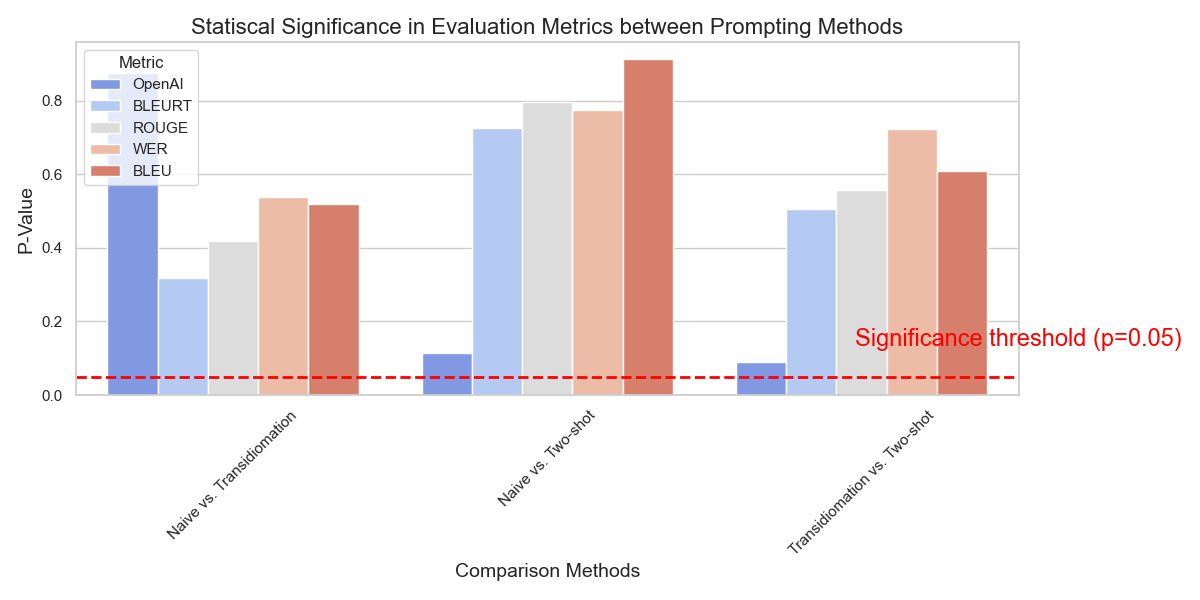 Statiscal Significance in Evaluation Metrics between Prompting Methods
Metric
OpenAI
BLEURT
ROUGE
WER
BLEU
P-Value
0.8
0.6
0.4
0.2
0.0
Significance threshold (p=0.05)
Naive vs. Transidiomation
Naive vs. Two-shot
Transidiomation vs. Two-shot
Comparison Methods